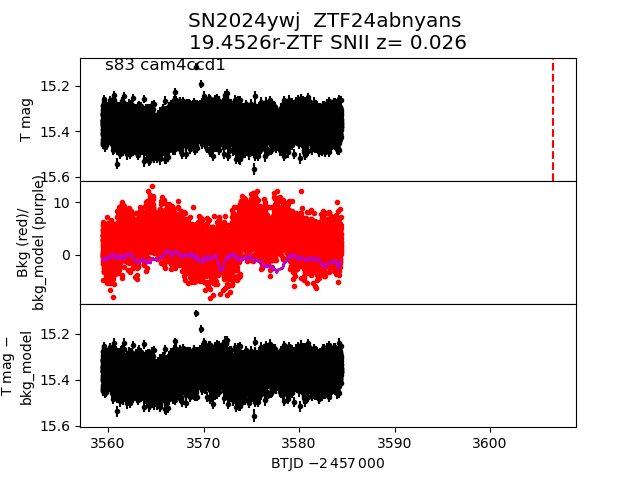 SN2024ywj  ZTF24abnyans
19.4526r-ZTF SNII z= 0.026
s83 cam4ccd1
15.2
15.4
15.6
T mag
10
0
Bkg (red)/
bkg_model (purple)
15.2
15.4
15.6
T mag −
bkg_model
3560
3570
3580
3590
3600
BTJD −2 457 000